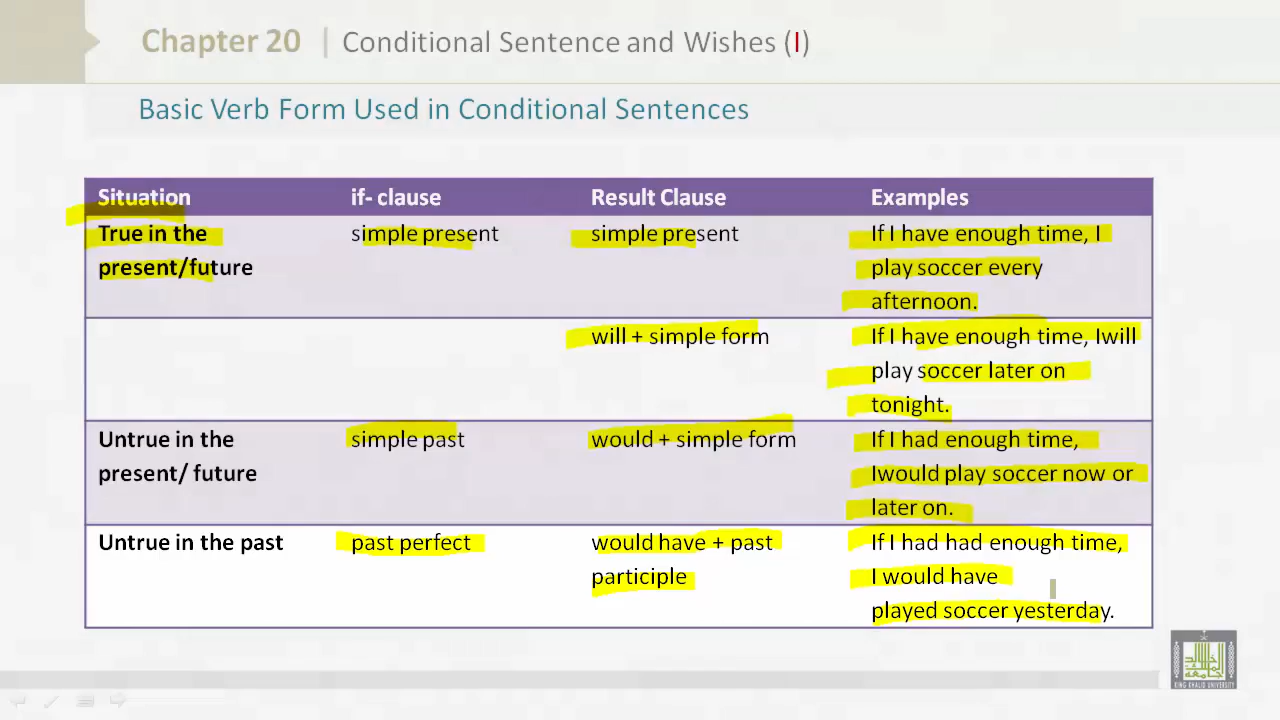 Chapter 20 | Conditional Sentence and Wishes (I)
Basic Verb Form Used in Conditional Sentences
Situation if- clause Result Clause Examples
True in the simple present simple present If I have enough time, I
present/future play soccer every
afternoon.
will + simple form If I have enough time, Iwill
play soccer later on
tonight.
Untrue in the simple past would + simple form If I had enough time,
present/ future Iwould play soccer now or
later on.
Untrue in the past past perfect would have + past If I had had enough time,
participle I would have
played soccer yesterday.
KING KHALID UNIVERSITY